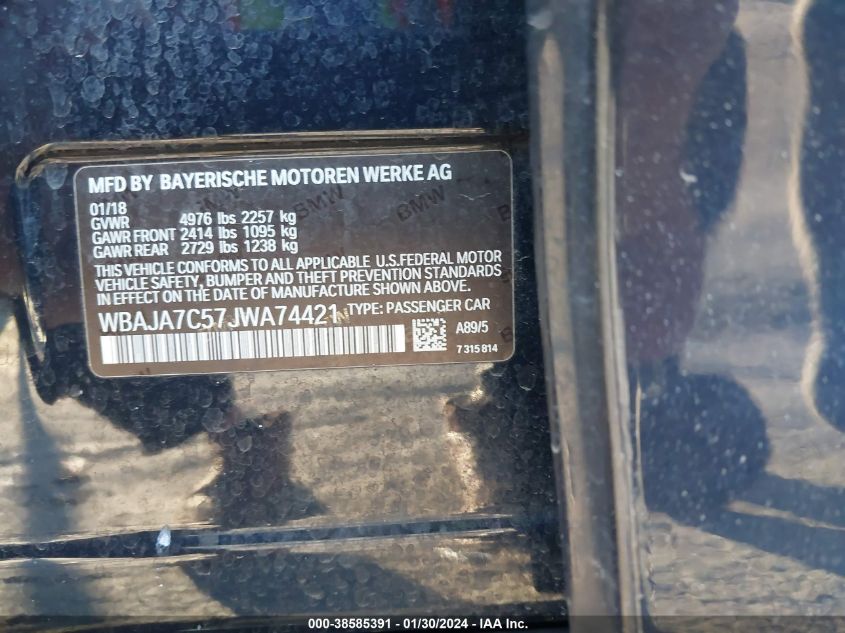 MFD BY BAYERISCHE MOTOREN WERKE AG
01/18
GVWR 4976 lbs 2257 kg
GAWR FRONT 2414 lbs 1095 kg
GAWR REAR 2729 lbs 1238 kg
THIS VEHICLE CONFORMS TO ALL APPLICABLE U.S.FEDERAL MOTOR
VEHICLE SAFETY, BUMPER AND THEFT PREVENTION STANDARDS
IN EFFECT ON THE DATE OF MANUFACTURE SHOWN ABOVE.
WBAJA7C57JWA74421 TYPE: PASSENGER CAR
A89/5
7 315 814
BMW
BMW
000-38585391 - 01/30/2024 - IAA Inc.